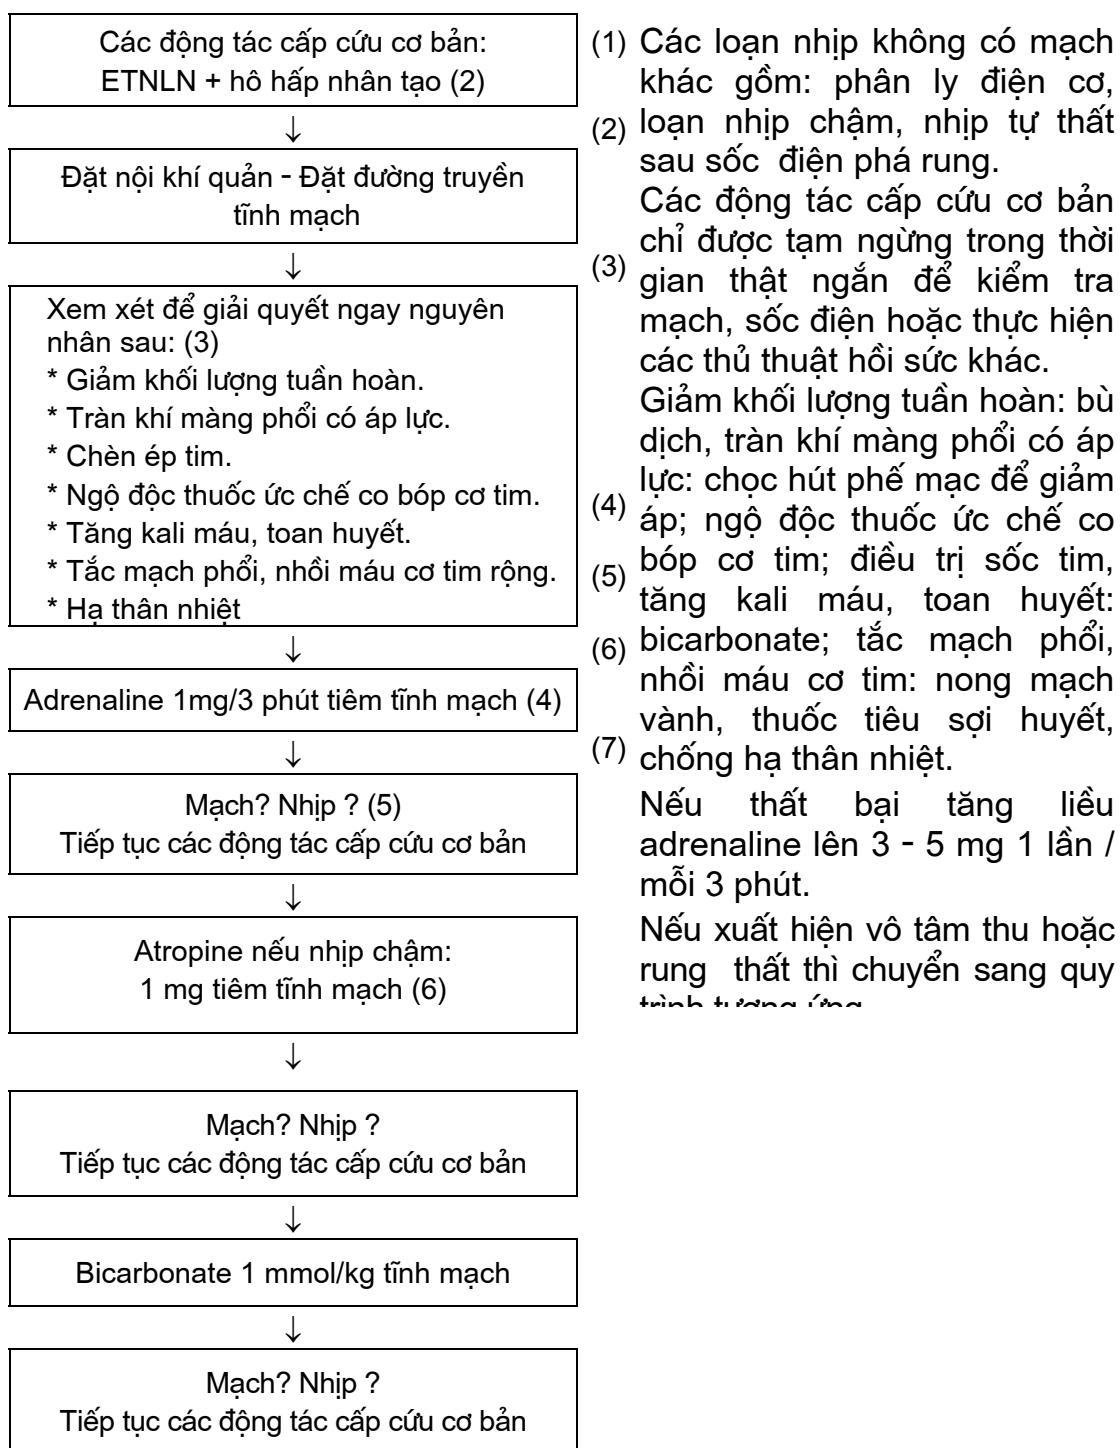 Các động tác cấp cứu cơ bản:
ETNLN + hô hấp nhân tạo (2)
↓
Đặt nội khí quản - Đặt đường truyền
tĩnh mạch
↓
Xem xét để giải quyết ngay nguyên
nhân sau: (3)
* Giảm khối lượng tuần hoàn.
* Tràn khí màng phổi có áp lực.
* Chèn ép tim.
* Ngộ độc thuốc ức chế co bóp cơ tim.
* Tăng kali máu, toan huyết.
* Tắc mạch phổi, nhồi máu cơ tim rộng.
* Hạ thân nhiệt
↓
Adrenaline 1mg/3 phút tiêm tĩnh mạch (4)
↓
Mạch? Nhịp ? (5)
Tiếp tục các động tác cấp cứu cơ bản
↓
Atropine nếu nhịp chậm:
1 mg tiêm tĩnh mạch (6)
↓
Mạch? Nhịp ?
Tiếp tục các động tác cấp cứu cơ bản
↓
Bicarbonate 1 mmol/kg tĩnh mạch
↓
Mạch? Nhịp ?
Tiếp tục các động tác cấp cứu cơ bản
(1) Các loạn nhịp không có mạch
khác gồm: phân ly điện cơ,
(2) loạn nhịp chậm, nhịp tự thất
sau sốc điện phá rung.
Các động tác cấp cứu cơ bản
chỉ được tạm ngừng trong thời
(3) gian thật ngắn để kiểm tra
mạch, sốc điện hoặc thực hiện
các thủ thuật hồi sức khác.
Giảm khối lượng tuần hoàn: bù
dịch, tràn khí màng phổi có áp
lực: chọc hút phế mạc để giảm
(4) áp; ngộ độc thuốc ức chế co
bóp cơ tim; điều trị sốc tim,
(5) tăng kali máu, toan huyết:
(6) bicarbonate; tắc mạch phổi,
nhồi máu cơ tim: nong mạch
vành, thuốc tiêu sợi huyết,
(7) chống hạ thân nhiệt.
Nếu thất bại tăng liều
adrenaline lên 3 - 5 mg 1 lần /
mỗi 3 phút.
Nếu xuất hiện vô tâm thu hoặc
rung thất thì chuyển sang quy
trình tương ứng